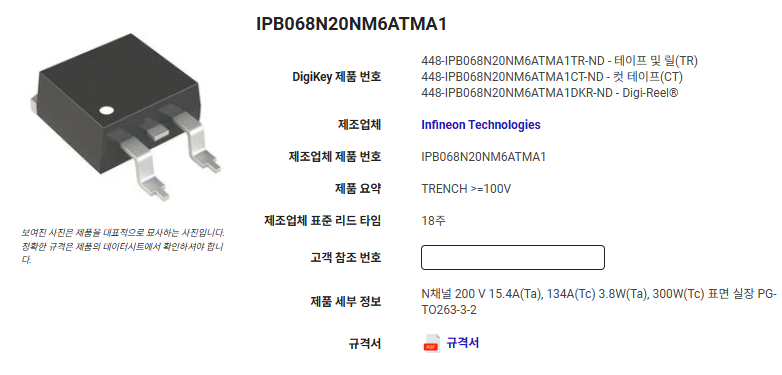 IPB068N20NM6ATMA1
DigiKey 제품 번호
448-IPB068N20NM6ATMA1TR-ND - 테이프 및 릴(TR)
448-IPB068N20NM6ATMA1CT-ND - 컷 테이프(CT)
448-IPB068N20NM6ATMA1DKR-ND - Digi-Reel®
제조업체
Infineon Technologies
제조업체 제품 번호
IPB068N20NM6ATMA1
제품 요약
TRENCH >=100V
제조업체 표준 리드 타임
18주
고객 참조 번호
제품 세부 정보
N채널 200 V 15.4A(Ta), 134A(Tc) 3.8W(Ta), 300W(Tc) 표면 실장 PG-
TO263-3-2
규격서
PDF
규격서
보여진 사진은 제품을 대표적으로 묘사하는 사진입니다.
정확한 규격은 제품의 데이터시트에서 확인하셔야 합니
다.